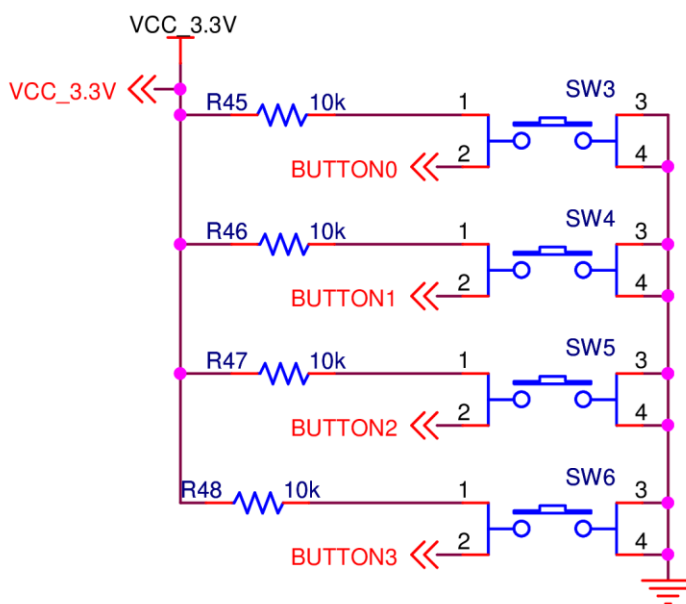 VCC_3.3V
VCC_3.3V
R45 10k 1 SW3 3
BUTTON0 2 4
R46 10k 1 SW4 3
BUTTON1 2 4
R47 10k 1 SW5 3
BUTTON2 2 4
R48 10k 1 SW6 3
BUTTON3 2 4